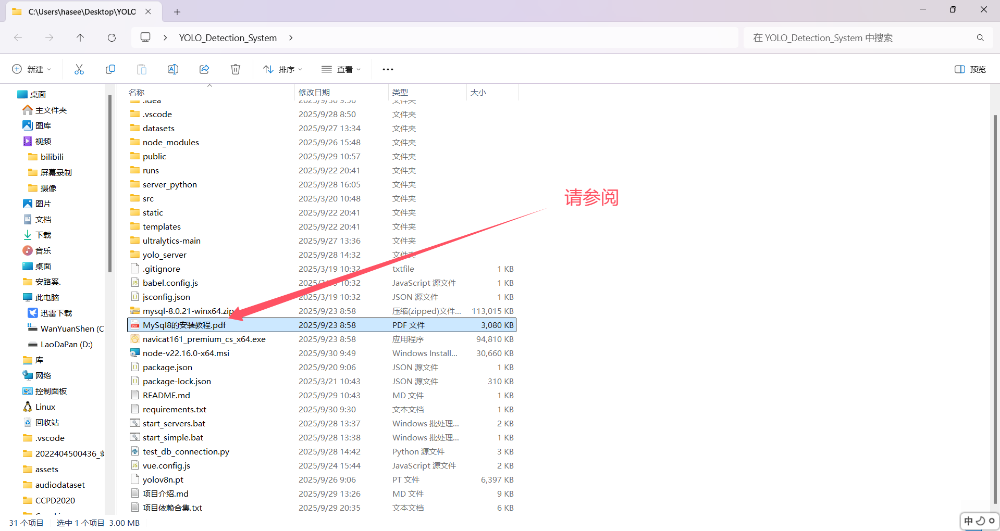 C:\Users\hasee\Desktop\YOLO
YOLO_Detection_System
在 YOLO_Detection_System 中搜索
新建
排序
查看
预览
桌面
主文件夹
图库
视频
bilibili
屏幕录制
摄像
图片
文档
下载
音乐
桌面
安路奚.
此电脑
迅雷下载
WanYuanShen (C
LaoDaPan (D:)
库
网络
控制面板
Linux
回收站
.vscode
2022404500436_
assets
audiodataset
CCPD2020
名称 修改日期 类型 大小
.idea 2025/9/30 9:50 文件夹
.vscode 2025/9/28 8:50 文件夹
datasets 2025/9/27 13:34 文件夹
node_modules 2025/9/26 15:48 文件夹
public 2025/9/29 10:57 文件夹
runs 2025/9/22 20:41 文件夹
server_python 2025/9/28 16:05 文件夹
src 2025/3/20 10:48 文件夹
static 2025/9/22 20:41 文件夹
templates 2025/9/22 20:41 文件夹
ultralytics-main 2025/9/27 13:36 文件夹
yolo_server 2025/9/28 14:32 文件夹
.gitignore 2025/3/19 10:32 txtfile 1 KB
babel.config.js 2025/3/19 10:32 JavaScript 源文件 1 KB
jsconfig.json 2025/3/19 10:32 JSON 源文件 1 KB
mysql-8.0.21-winx64.zip 2025/9/23 8:58 压缩(zipped)文件... 113,015 KB
MySql8的安装教程.pdf 2025/9/23 8:58 PDF 文件 3,080 KB
navicat161_premium_cs_x64.exe 2025/9/23 8:58 应用程序 94,810 KB
node-v22.16.0-x64.msi 2025/9/30 9:49 Windows Install... 30,660 KB
package.json 2025/9/20 9:06 JSON 源文件 1 KB
package-lock.json 2025/3/21 10:43 JSON 源文件 310 KB
README.md 2025/9/29 10:43 MD 文件 1 KB
requirements.txt 2025/9/30 9:30 文本文档 1 KB
start_servers.bat 2025/9/28 13:37 Windows 批处理... 2 KB
start_simple.bat 2025/9/28 13:38 Windows 批处理... 1 KB
test_db_connection.py 2025/9/28 14:42 Python 源文件 3 KB
vue.config.js 2025/9/24 15:44 JavaScript 源文件 2 KB
yolov8n.pt 2025/9/26 9:06 PT 文件 6,397 KB
项目介绍.md 2025/9/29 13:26 MD 文件 9 KB
项目依赖合集.txt 2025/9/29 20:35 文本文档 6 KB
请参阅
31 个项目 选中 1 个项目 3.00 MB
中